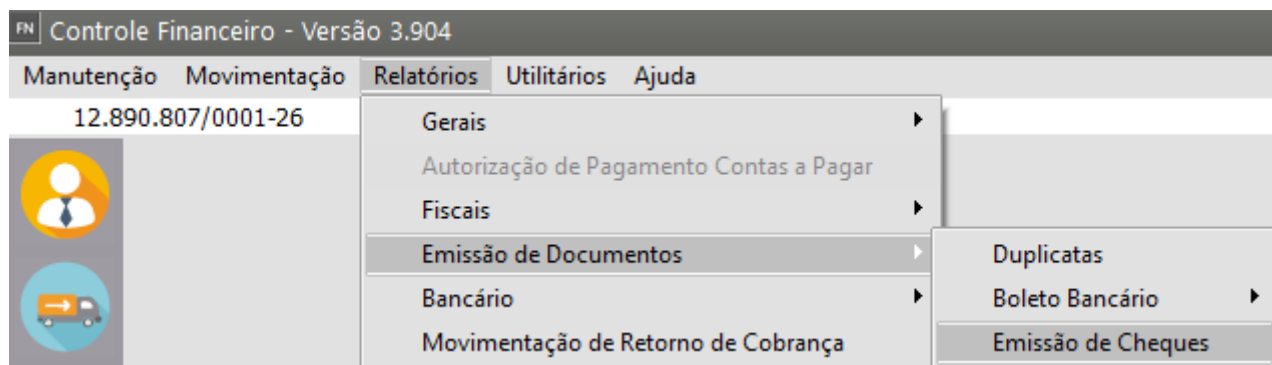 FN Controle Financeiro - Versão 3.904
Manutenção Movimentação Relatórios Utilitários Ajuda
12.890.807/0001-26
Gerais
Autorização de Pagamento Contas a Pagar
Fiscais
Emissão de Documentos
Bancário
Movimentação de Retorno de Cobrança
Duplicatas
Boleto Bancário
Emissão de Cheques